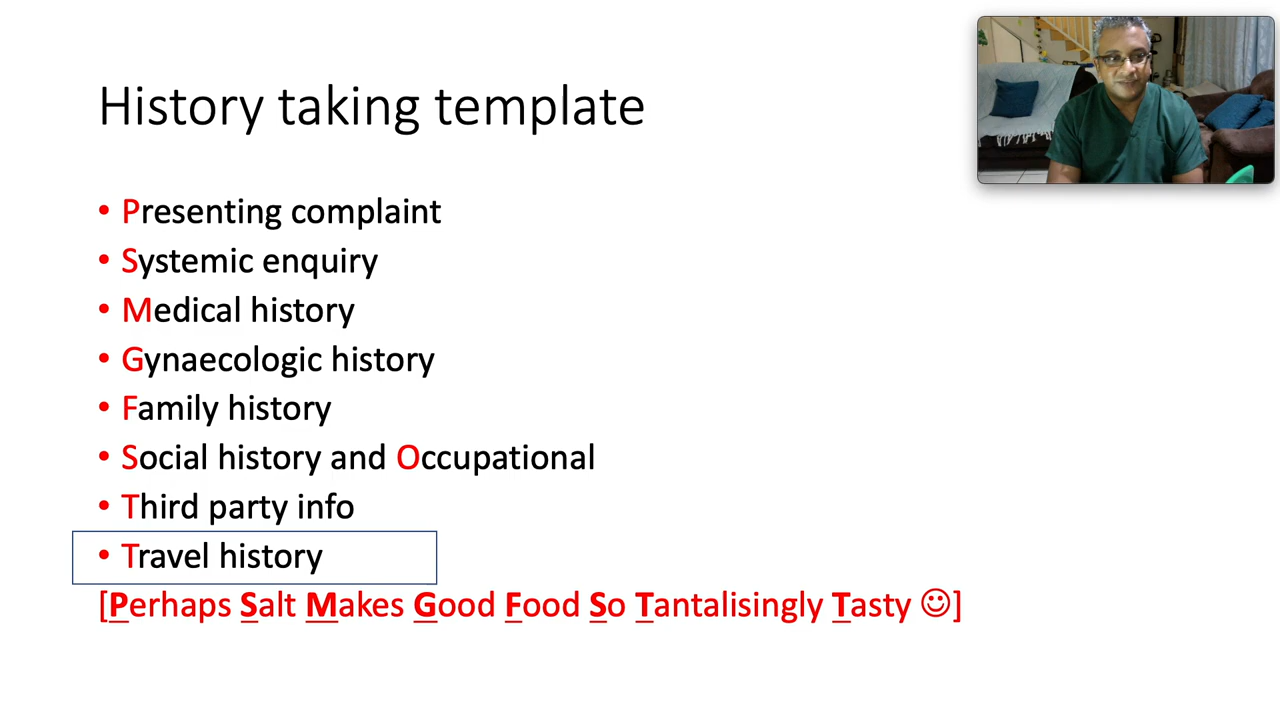 History taking template
• Presenting complaint
• Systemic enquiry
• Medical history
• Gynaecologic history
• Family history
• Social history and Occupational
• Third party info
• Travel history
[Perhaps Salt Makes Good Food So Tantalisingly Tasty ☺]